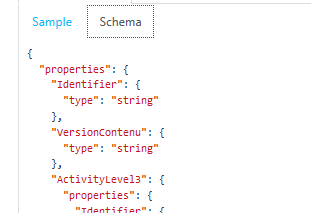 Sample Schema
{
"properties": {
"Identifier": {
"type": "string"
},
"VersionContenu": {
"type": "string"
},
"ActivityLevel3": {
"properties": {
"Identifier": {